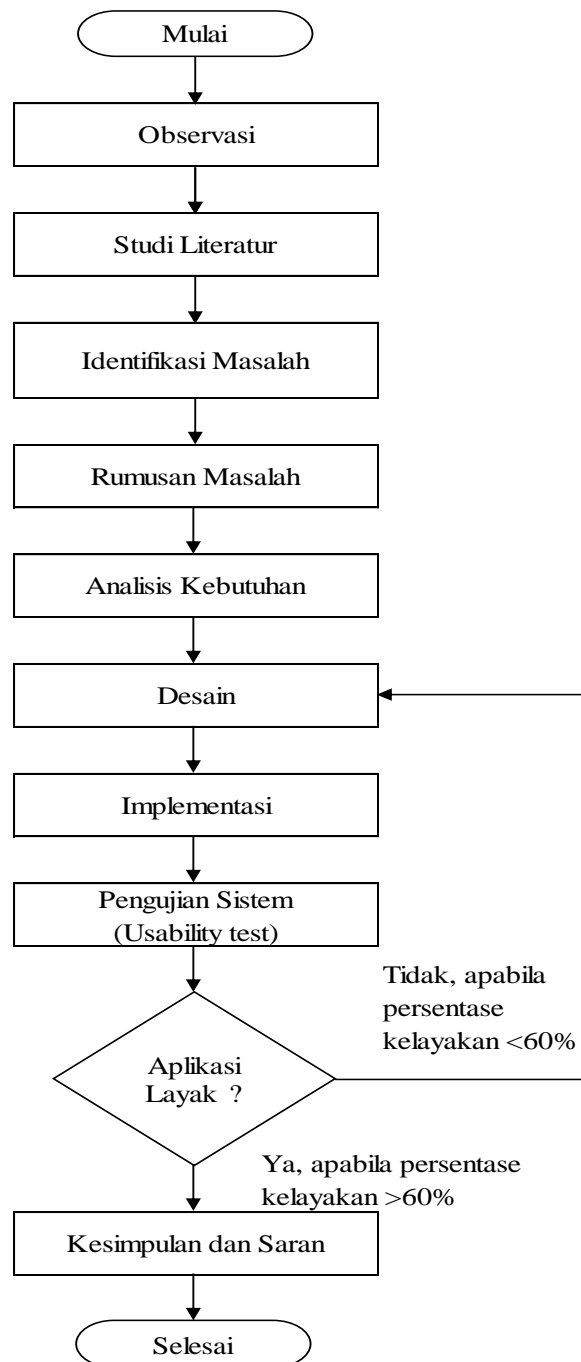 Mulai
Observasi
Studi Literatur
Identifikasi Masalah
Rumusan Masalah
Analisis Kebutuhan
Desain
Implementasi
Pengujian Sistem
(Usability test)
Tidak, apabila
persentase
kelayakan <60%
Aplikasi
Layak ?
Ya, apabila persentase
kelayakan >60%
Kesimpulan dan Saran
Selesai